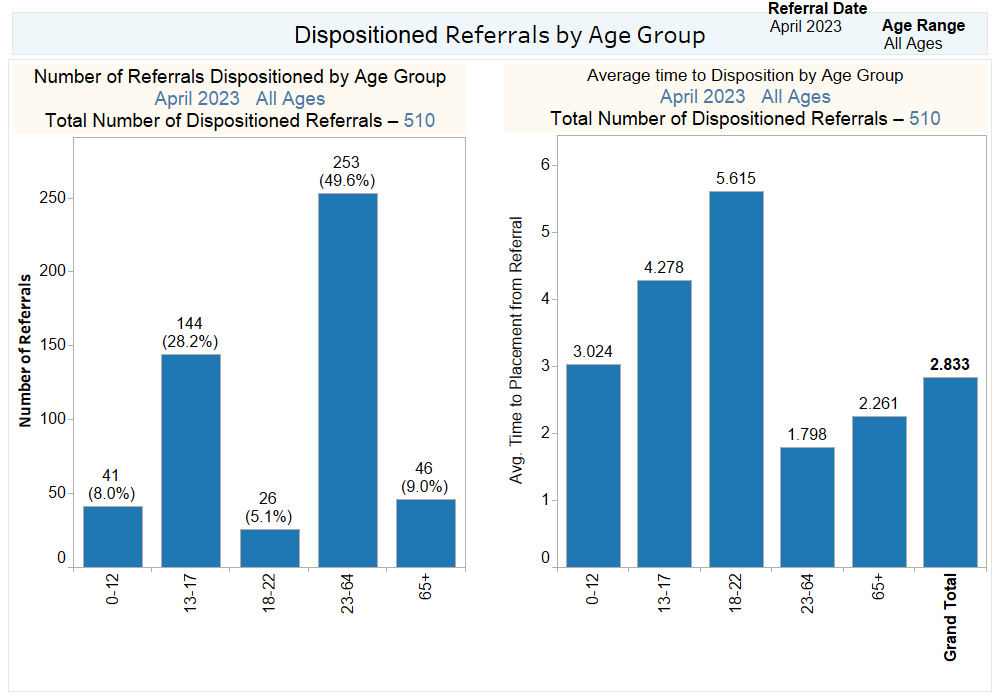 Dispositioned Referrals by Age Group
Referral Date
April 2023
Age Range
All Ages
Number of Referrals Dispositioned by Age Group
April 2023 All Ages
Total Number of Dispositioned Referrals – 510
Number of Referrals
250
200
150
100
50
0
41
(8.0%)
144
(28.2%)
26
(5.1%)
253
(49.6%)
46
(9.0%)
0-12
13-17
18-22
23-64
65+
Average time to Disposition by Age Group
April 2023 All Ages
Total Number of Dispositioned Referrals – 510
Avg. Time to Placement from Referral
6
5
4
3
2
1
0
3.024
4.278
5.615
1.798
2.261
2.833
0-12
13-17
18-22
23-64
65+
Grand Total